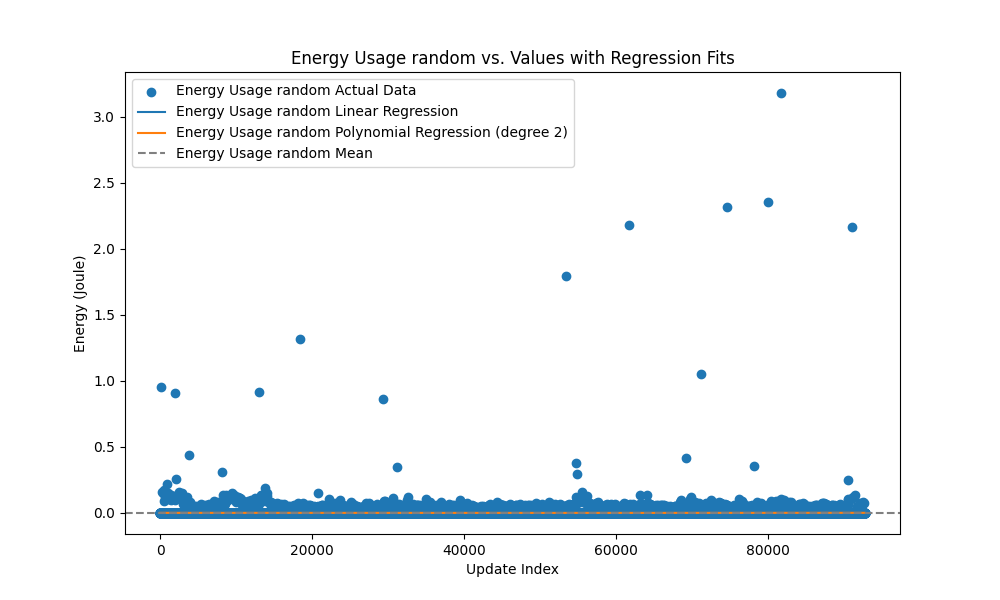 Energy Usage random vs. Values with Regression Fits
Energy Usage random Actual Data
Energy Usage random Linear Regression
Energy Usage random Polynomial Regression (degree 2)
Energy Usage random Mean
3.0
2.5
2.0
1.5
1.0
0.5
0.0
Energy (Joule)
0 20000 40000 60000 80000
Update Index